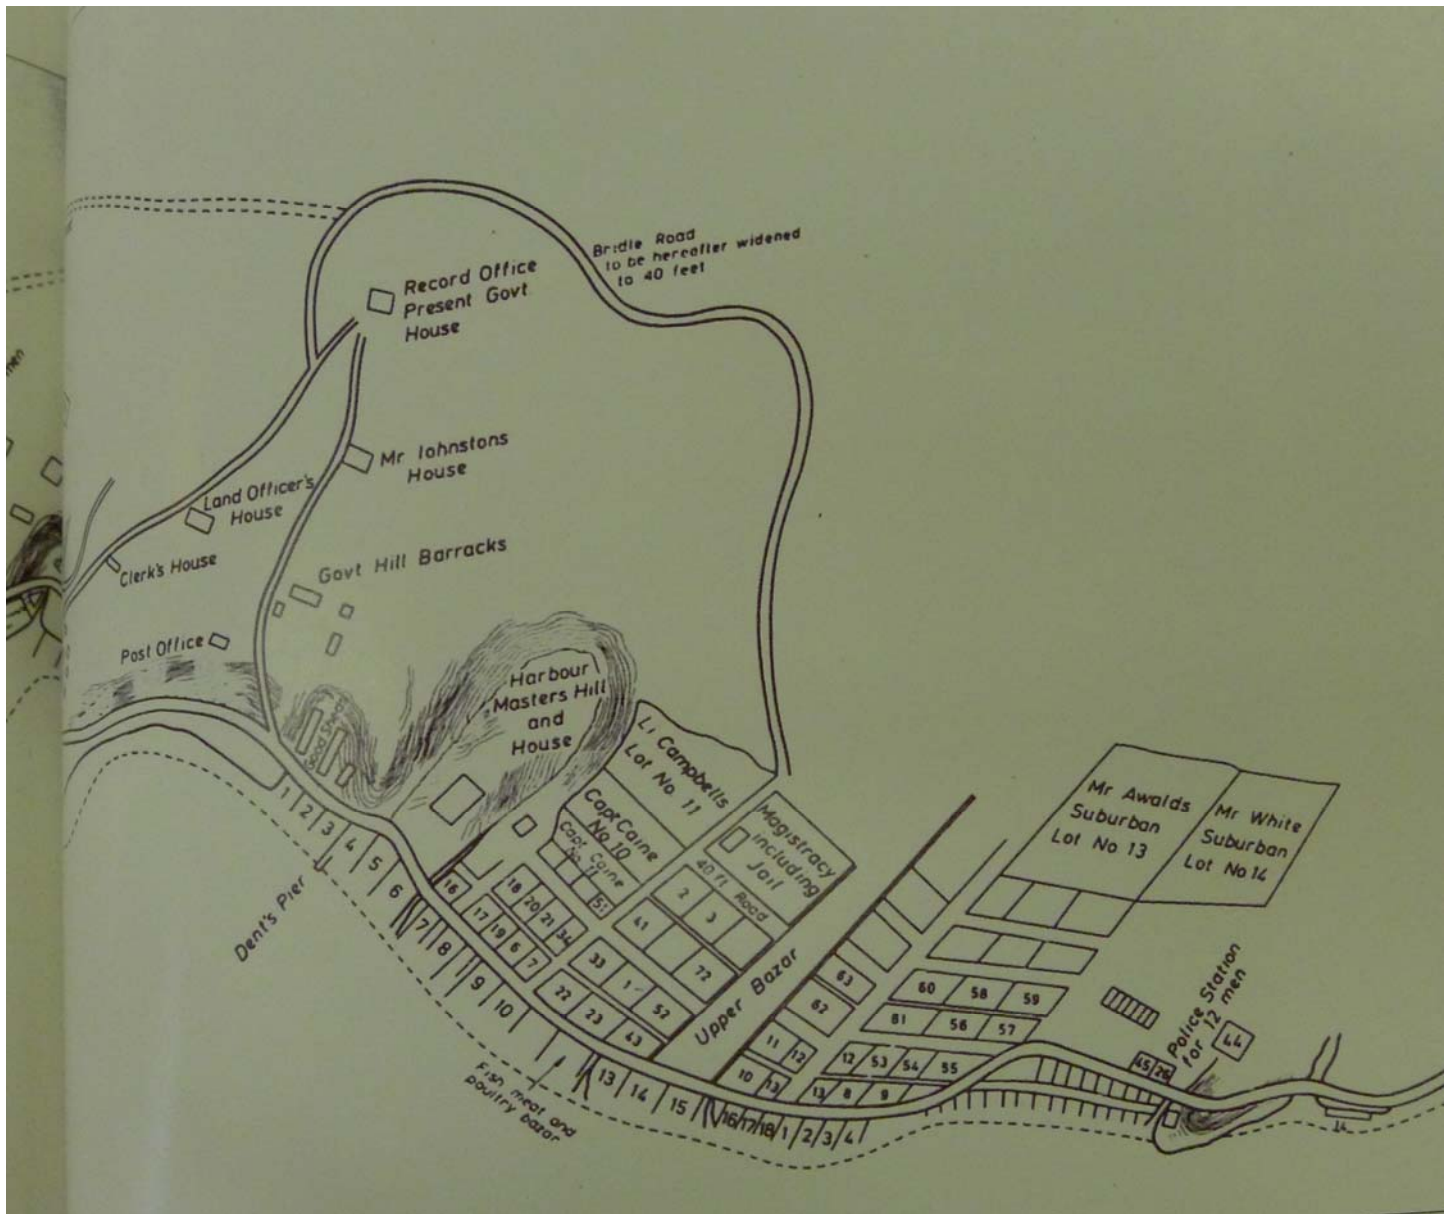 Bridle Road
to be hereafter widened
to 40 feet
Record Office
Present Govt
House
Mr Iohnstons
House
Land Officer's
House
Clerk's House
Govt Hill Barracks
Post Office
Harbour
Masters Hill
and
House
Lt Campbells
Lot No. 11
Capt Caine
No 10
Capt. Caine
Magistracy
including
Jail
40 ft Road
Upper Bazar
Mr Awalds
Suburban
Lot No 13
Mr White
Suburban
Lot No 14
Police Station
for 12 men
Dent's Pier
Fish meat and
poultry bazar
1 2 3 4 5 6 7 8 9 10
13 14 15 16 17 18 1 2 3 4
16 18 20 21 34
17 19 6 7
33 1 52
22 23 43
2 3
41 72
63
62
11 12
10 13
60 58 59
61 56 57
12 53 54 55
13 8 9
45 26
44